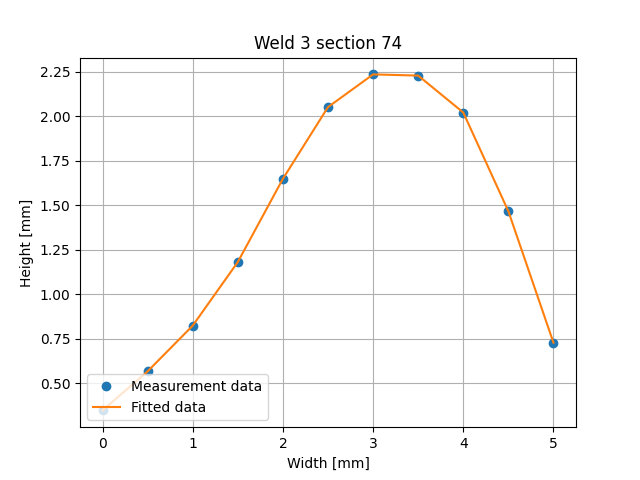 Weld 3 section 74
Height [mm]
2.25
2.00
1.75
1.50
1.25
1.00
0.75
0.50
Measurement data
Fitted data
0 1 2 3 4 5
Width [mm]